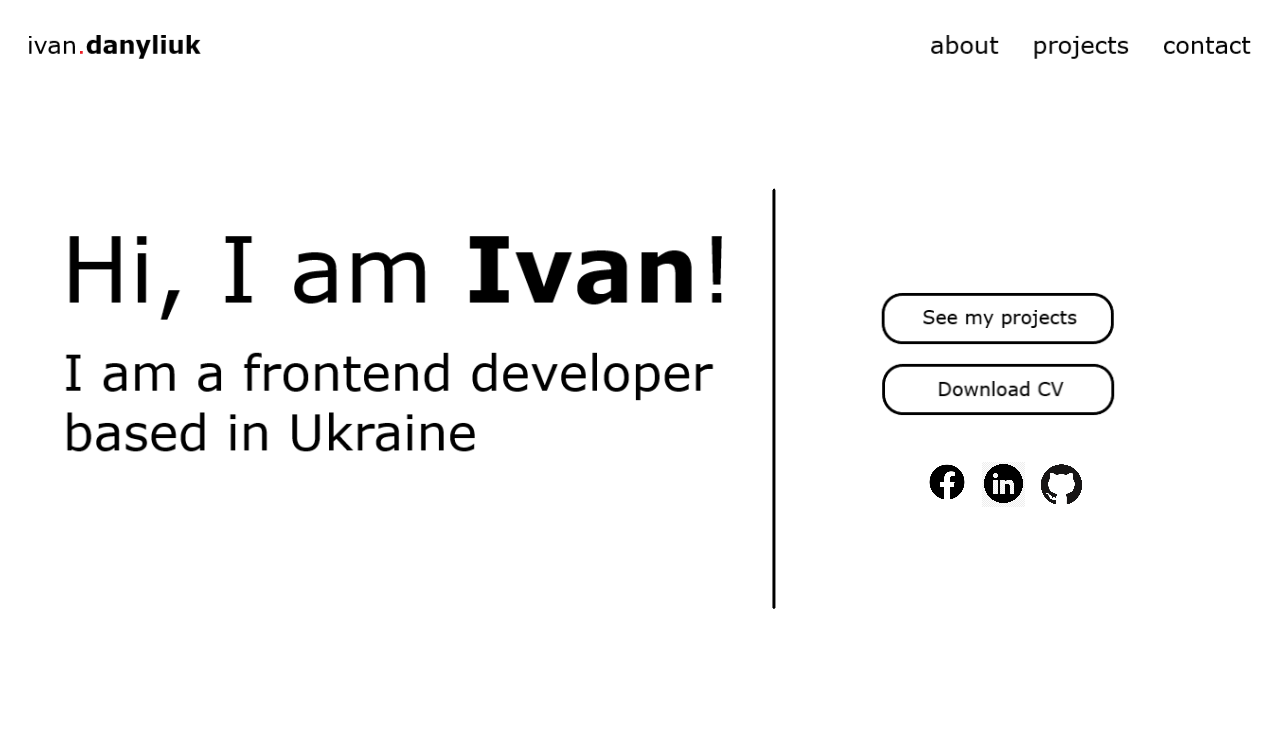 ivan.danyliuk
about projects contact
Hi, I am Ivan!
I am a frontend developer
based in Ukraine
See my projects
Download CV
in